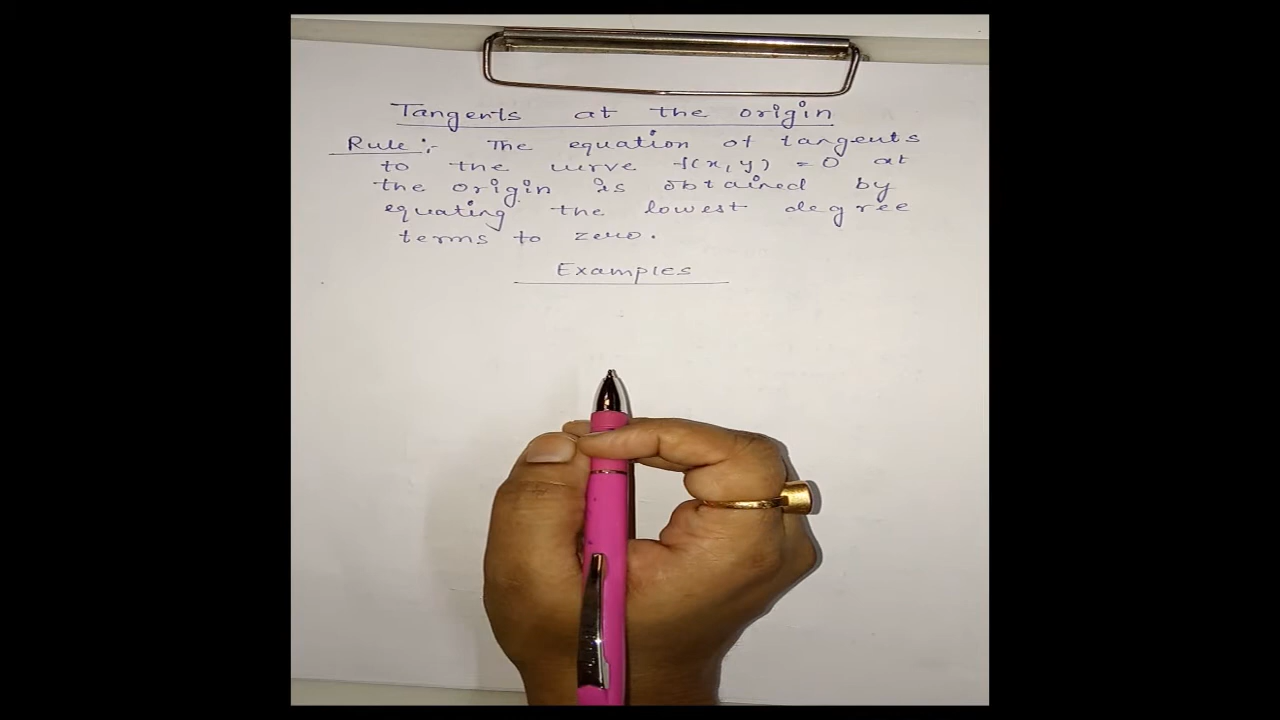 Tangents at the origin
Rule:- The equation of tangents
to the curve f(x, y) = 0 at
the origin is obtained by
equating the lowest degree
terms to zero.
Examples